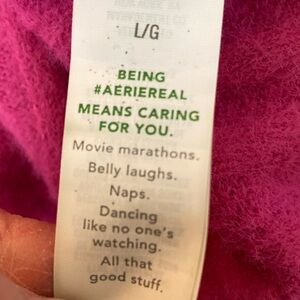 L/G
BEING
#AERIEREAL
MEANS CARING
FOR YOU.
Movie marathons.
Belly laughs.
Naps.
Dancing
like no one's
watching.
All that
good stuff.